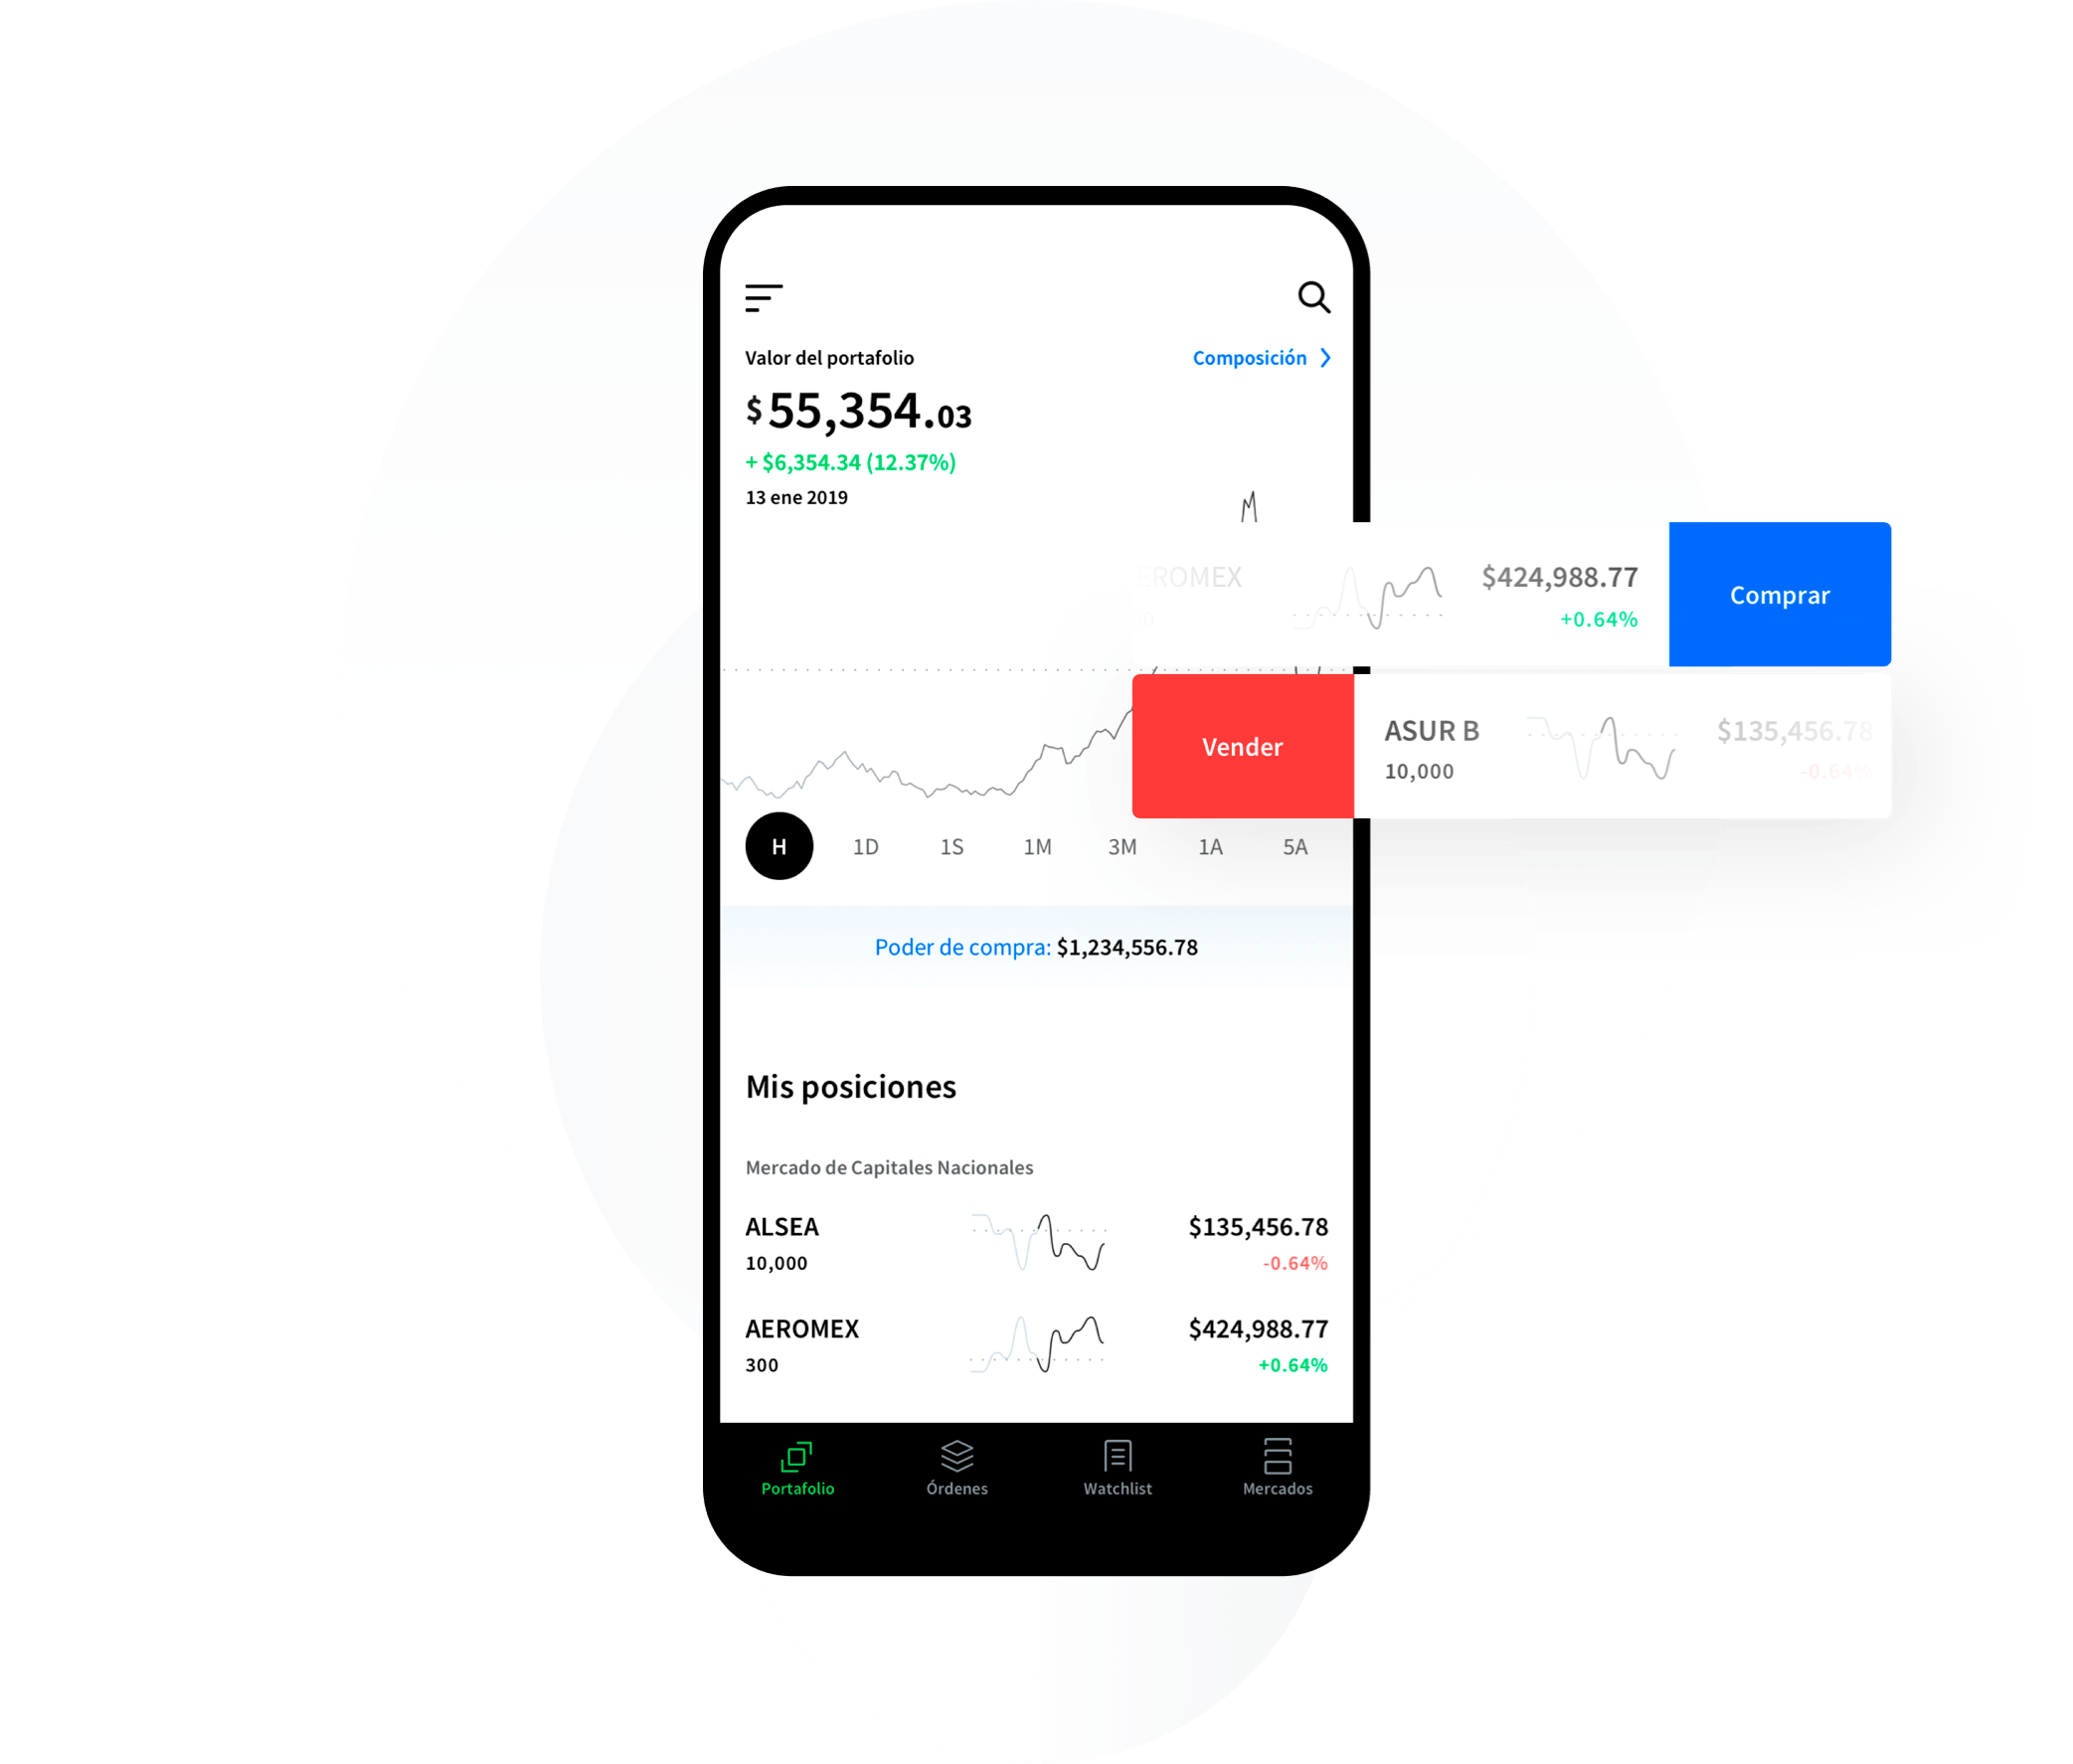 Valor del portafolio
Composición
$55,354.03
+ $6,354.34 (12.37%)
13 ene 2019
EROMEX
$424,988.77
+0.64%
Comprar
Vender
ASUR B
10,000
$135,456.78
-0.64%
H 1D 1S 1M 3M 1A 5A
Poder de compra: $1,234,556.78
Mis posiciones
Mercado de Capitales Nacionales
ALSEA
10,000
$135,456.78
-0.64%
AEROMEX
300
$424,988.77
+0.64%
Portafolio
Órdenes
Watchlist
Mercados